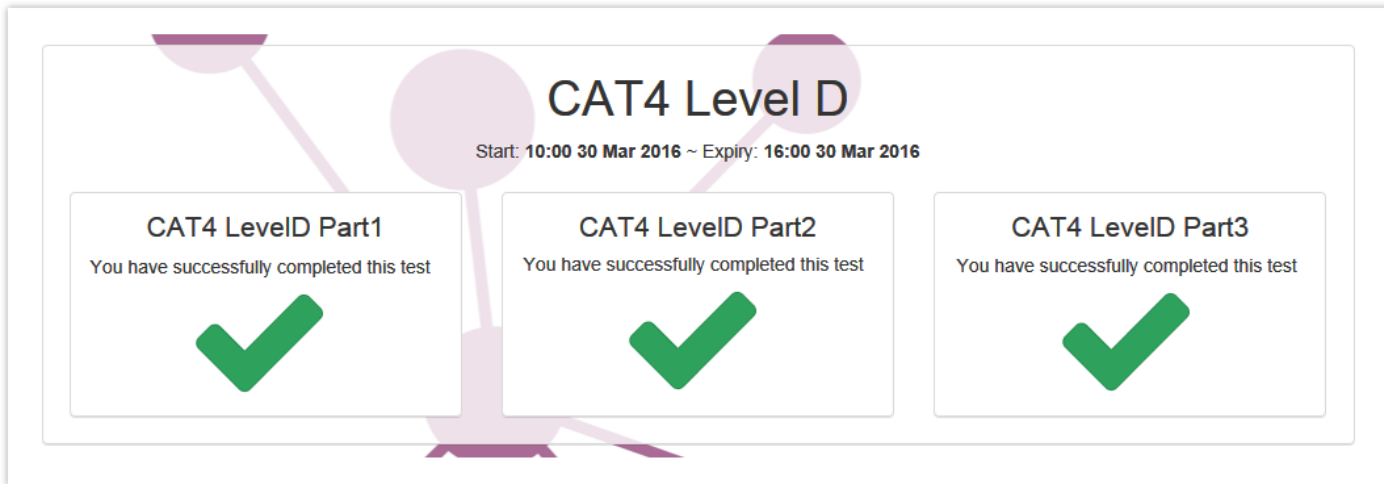 CAT4 Level D
Start: 10:00 30 Mar 2016 ~ Expiry: 16:00 30 Mar 2016
CAT4 LevelD Part1
You have successfully completed this test
CAT4 LevelD Part2
You have successfully completed this test
CAT4 LevelD Part3
You have successfully completed this test